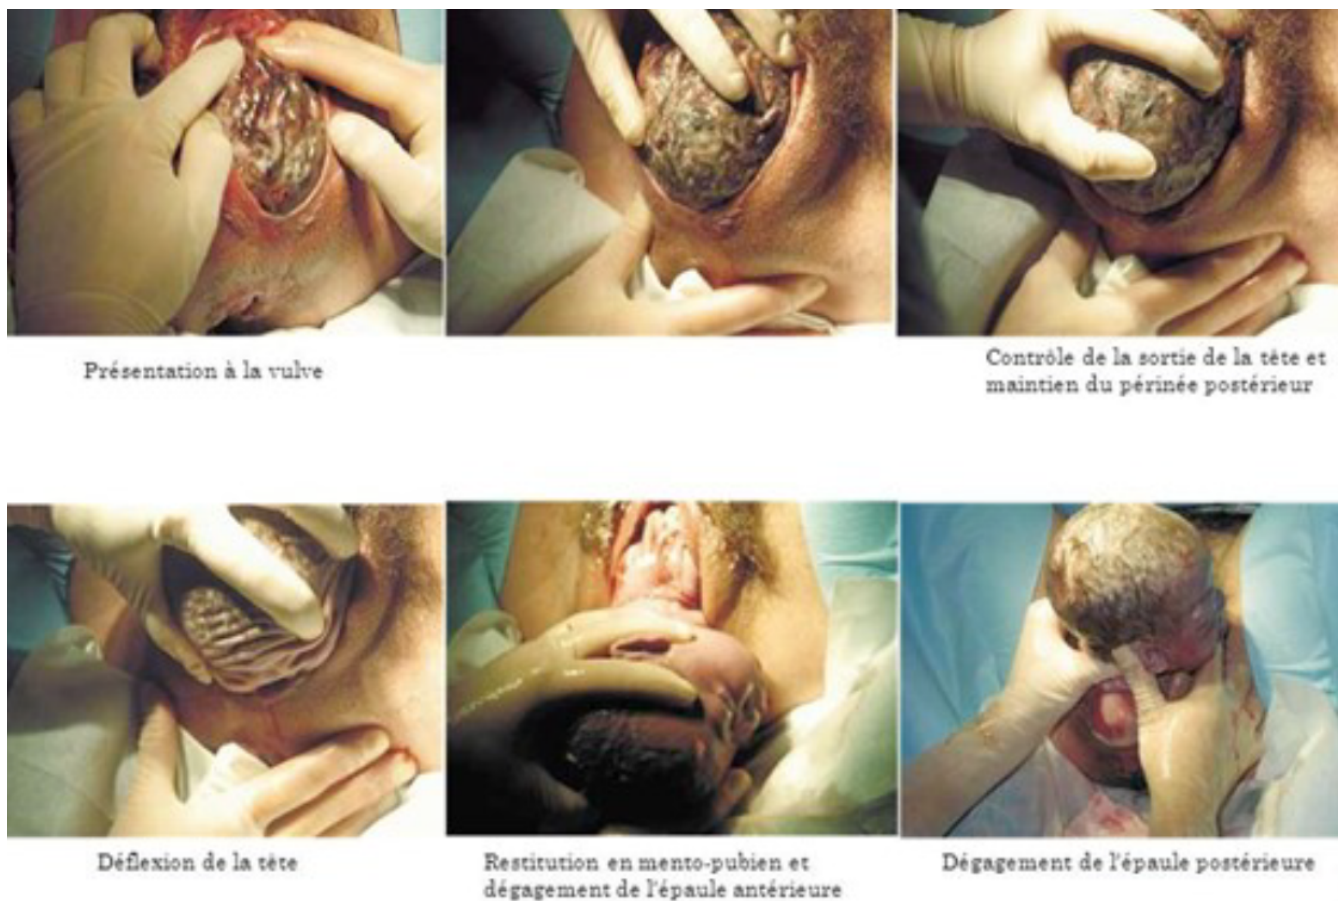 Présentation à la vulve
Contrôle de la sortie de la tête et
maintien du périnée postérieur
Déflexion de la tête
Restitution en mento-pubien et
dégagement de l'épaule antérieure
Dégagement de l'épaule postérieure